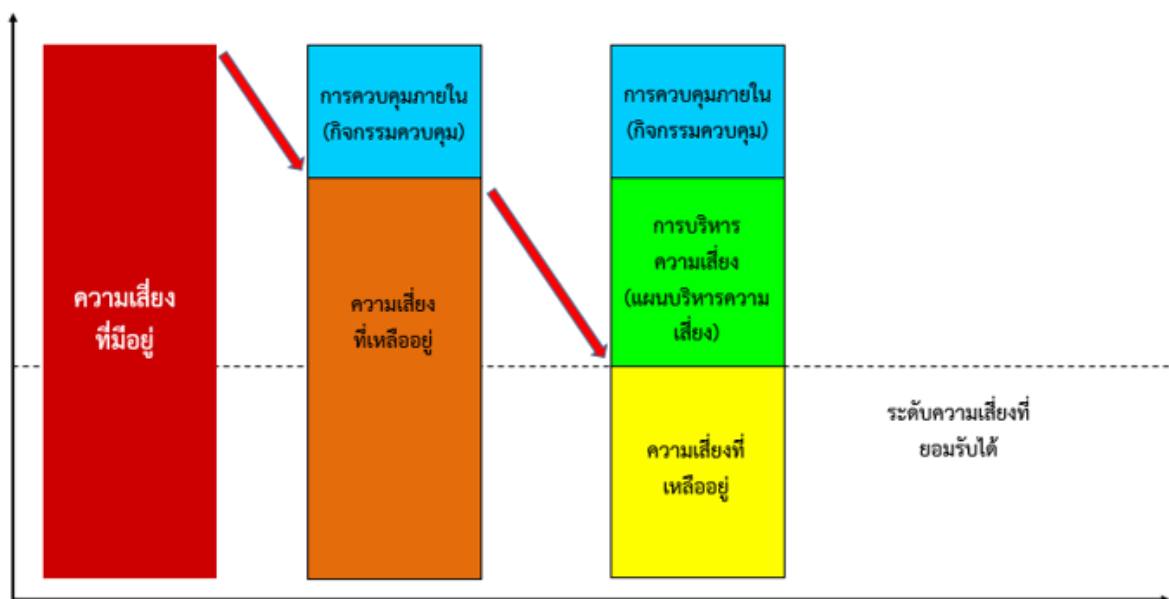 ความเสี่ยง
ที่มีอยู่
การควบคุมภายใน
(กิจกรรมควบคุม)
ความเสี่ยง
ที่เหลืออยู่
การควบคุมภายใน
(กิจกรรมควบคุม)
การบริหาร
ความเสี่ยง
(แผนบริหารความ
เสี่ยง)
ความเสี่ยงที่
เหลืออยู่
ระดับความเสี่ยงที่
ยอมรับได้